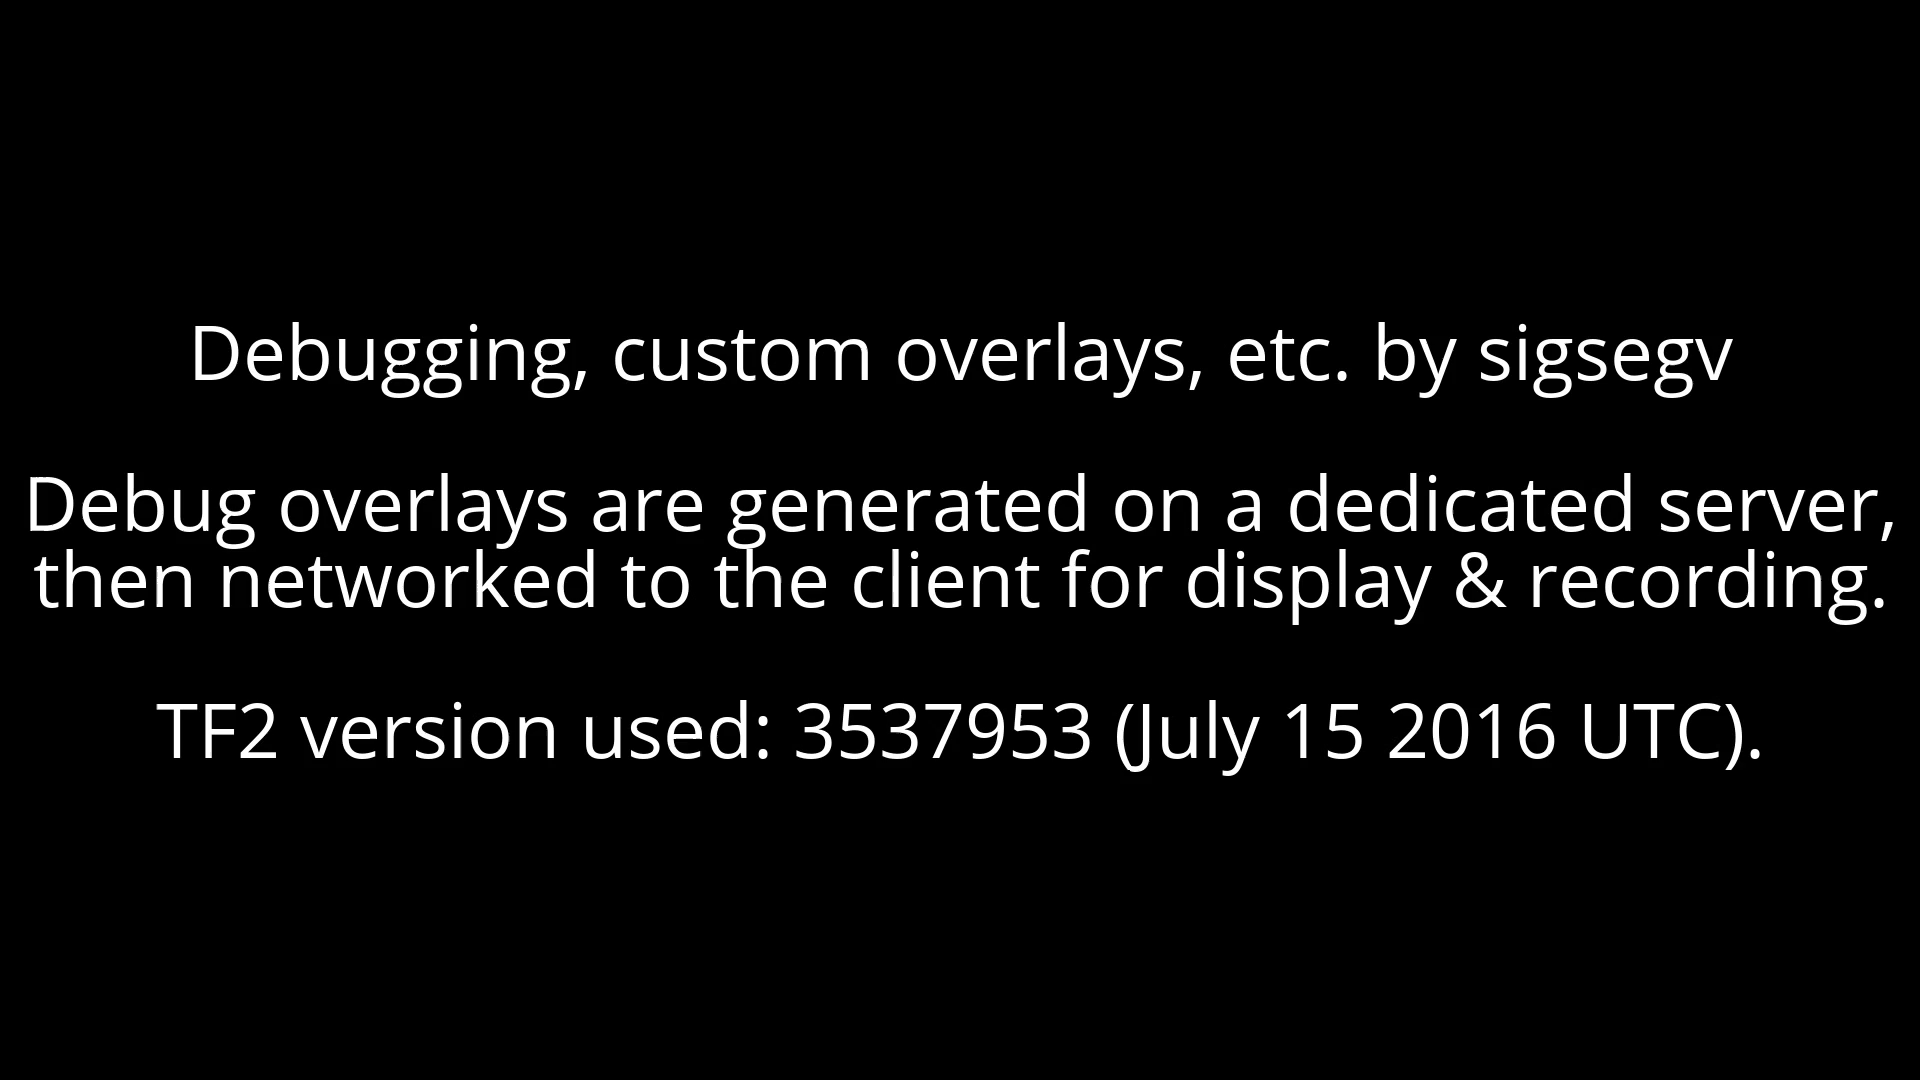 Debugging, custom overlays, etc. by sigsegv
Debug overlays are generated on a dedicated server,
then networked to the client for display & recording.
TF2 version used: 3537953 (July 15 2016 UTC).